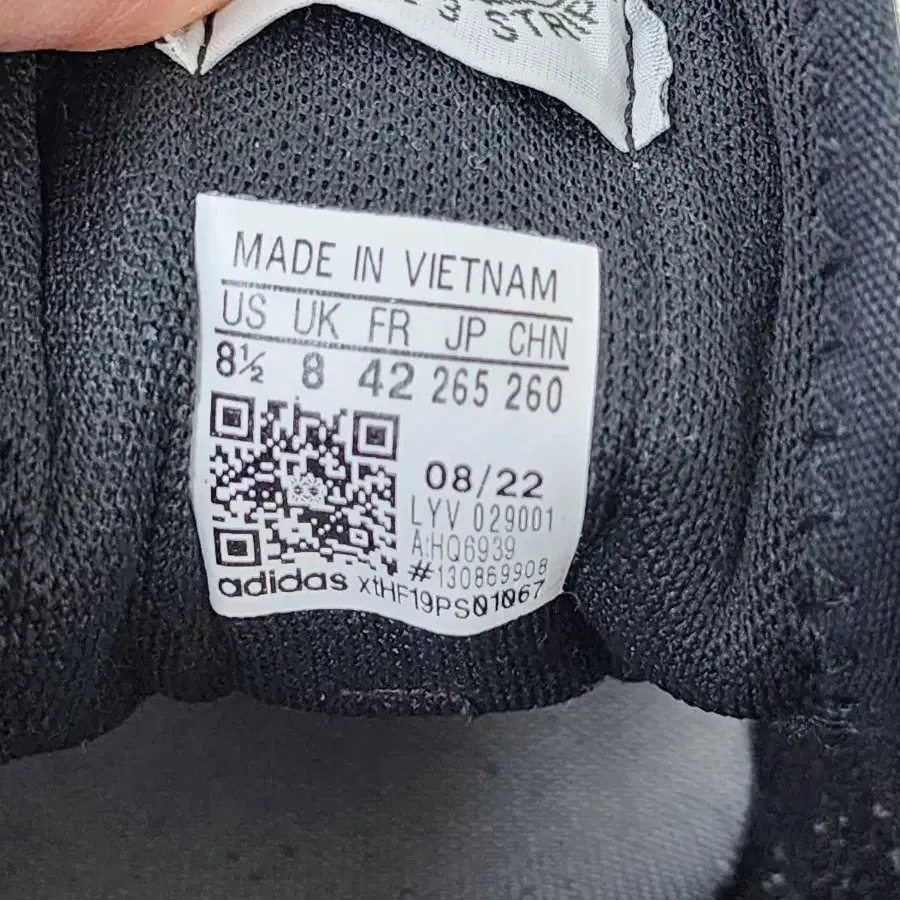 MADE IN VIETNAM
US UK FR JP CHN
8½ 8 42 265 260
08/22
LYV 029001
A:HQ6939
#130869908
adidas xtHF19PS01067